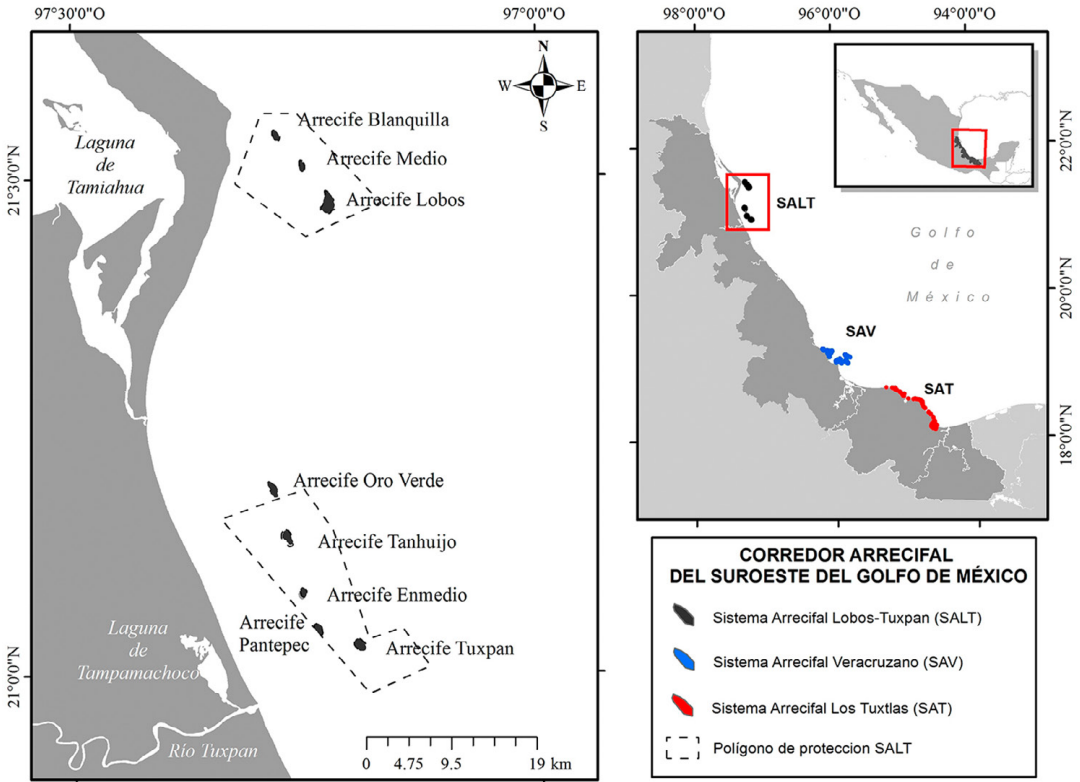 97°30'0"O
97°0'0"O
N
W
E
S
21°30'0"N
21°0'0"N
Laguna
de
Tamiahua
Arrecife Blanquilla
Arrecife Medio
Arrecife Lobos
Arrecife Oro Verde
Arrecife Tanhuijo
Arrecife Enmedio
Arrecife
Pantepec
Arrecife Tuxpan
Laguna
de
Tampamachoco
Río Tuxpan
0 4.75 9.5 19 km
98°0'0"O
96°0'0"O
94°0'0"O
22°0'0"N
20°0'0"N
18°0'0"N
SALT
Golfo
de
México
SAV
SAT
CORREDOR ARRECIFAL
DEL SUROESTE DEL GOLFO DE MÉXICO
Sistema Arrecifal Lobos-Tuxpan (SALT)
Sistema Arrecifal Veracruzano (SAV)
Sistema Arrecifal Los Tuxtlas (SAT)
Polígono de proteccion SALT